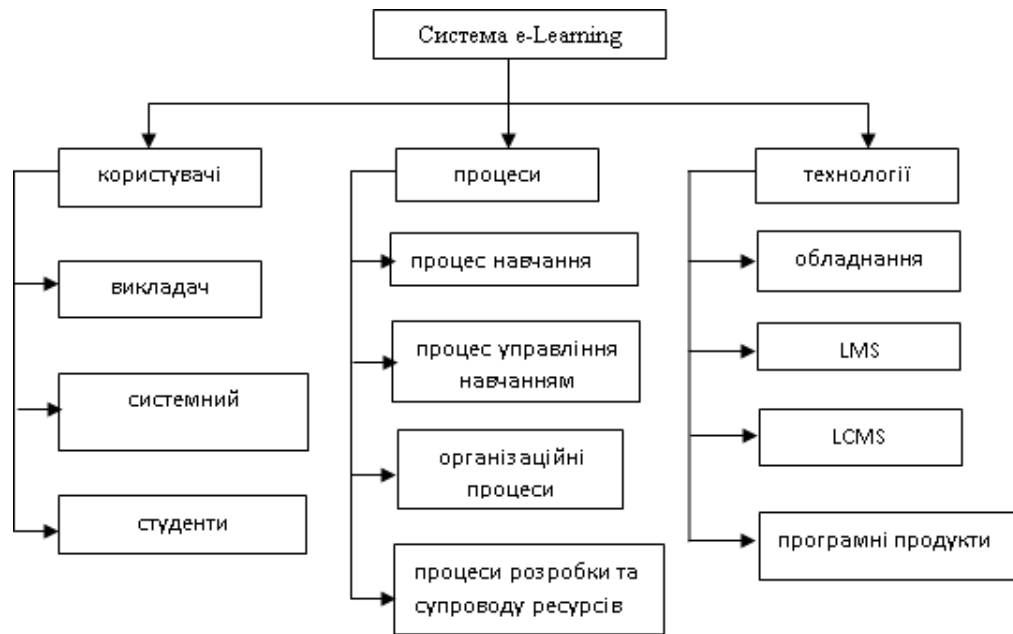 Система e-Learning
користувачі
викладач
системний
студенти
процеси
процес навчання
процес управління
навчанням
організаційні
процеси
процеси розробки та
супроводу ресурсів
технології
обладнання
LMS
LCMS
програмні продукти